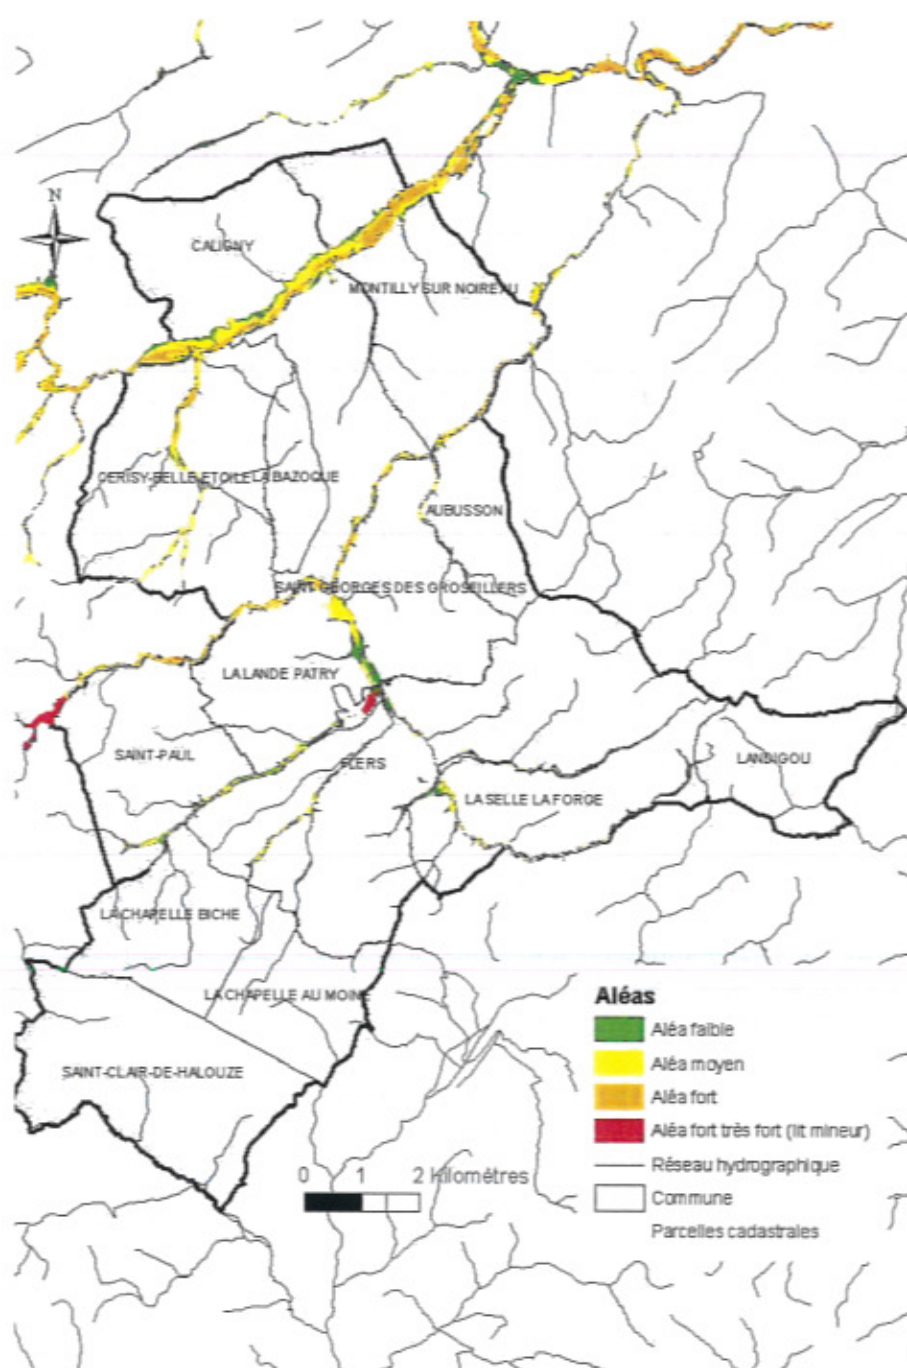 N
CALIGNY
MONTILLY SUR NOIREAU
CERISY-BELLE ETOILE LA BAZOQUE
AUBUSSON
SAINT GEORGES DES GROSEILLERS
LA LANDE PATRY
SAINT-PAUL
FLERS
LANDIGOU
LA SELLE LA FORGE
LA CHAPELLE BICHE
LA CHAPELLE AU MOINE
SAINT-CLAIR-DE-HALOUZE
Aléas
Aléa faible
Aléa moyen
Aléa fort
Aléa fort très fort (lit mineur)
Réseau hydrographique
Commune
Parcelles cadastrales
0 1 2 Kilométres